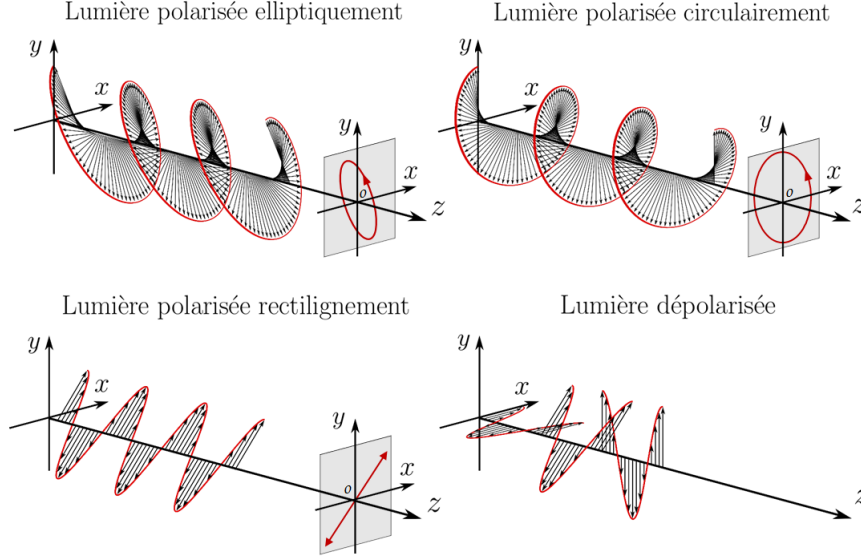 Lumière polarisée elliptiquement
y
x
y
x
o
z
Lumière polarisée circulairement
y
x
y
x
o
z
Lumière polarisée rectilignement
y
x
y
x
o
z
Lumière dépolarisée
y
x
z